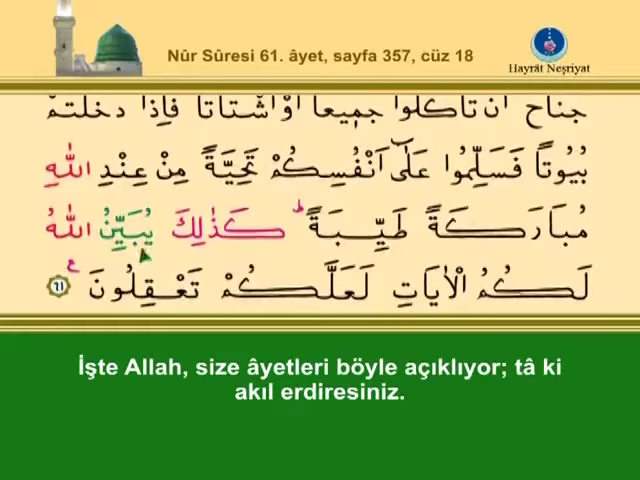 Nûr Sûresi 61. âyet, sayfa 357, cüz 18
Hayrât Neşriyat
جُنَاحٌ اَنْ تَأْكُلُوا جَم۪يعًا اَوْ اَشْتَاتًا فَاِذَا دَخَلْتُمْ
بُيُوتًا فَسَلِّمُوا عَلٰٓى اَنْفُسِكُمْ تَحِيَّةً مِنْ عِنْدِ اللّٰهِ
مُبَارَكَةً طَيِّبَةً ط كَذٰلِكَ يُبَيِّنُ اللّٰهُ
لَكُمُ الْاٰيَاتِ لَعَلَّكُمْ تَعْقِلُونَ ع ٦١
İşte Allah, size âyetleri böyle açıklıyor; tâ ki
akıl erdiresiniz.